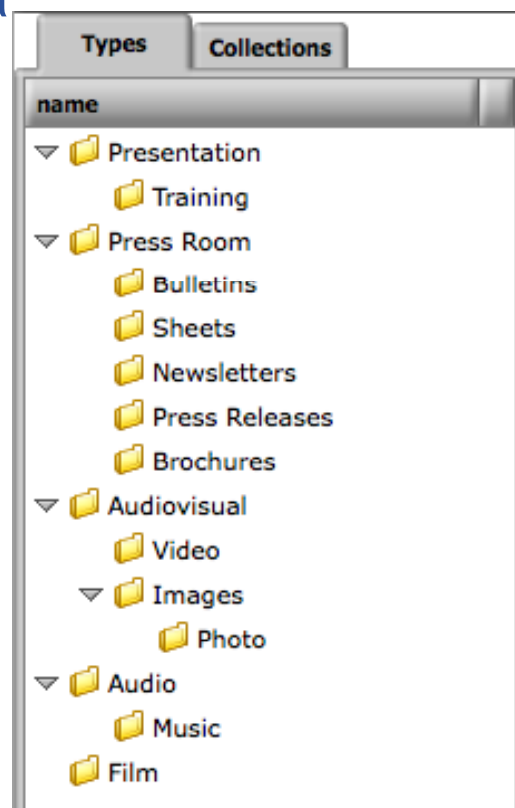 Types Collections
name
Presentation
Training
Press Room
Bulletins
Sheets
Newsletters
Press Releases
Brochures
Audiovisual
Video
Images
Photo
Audio
Music
Film